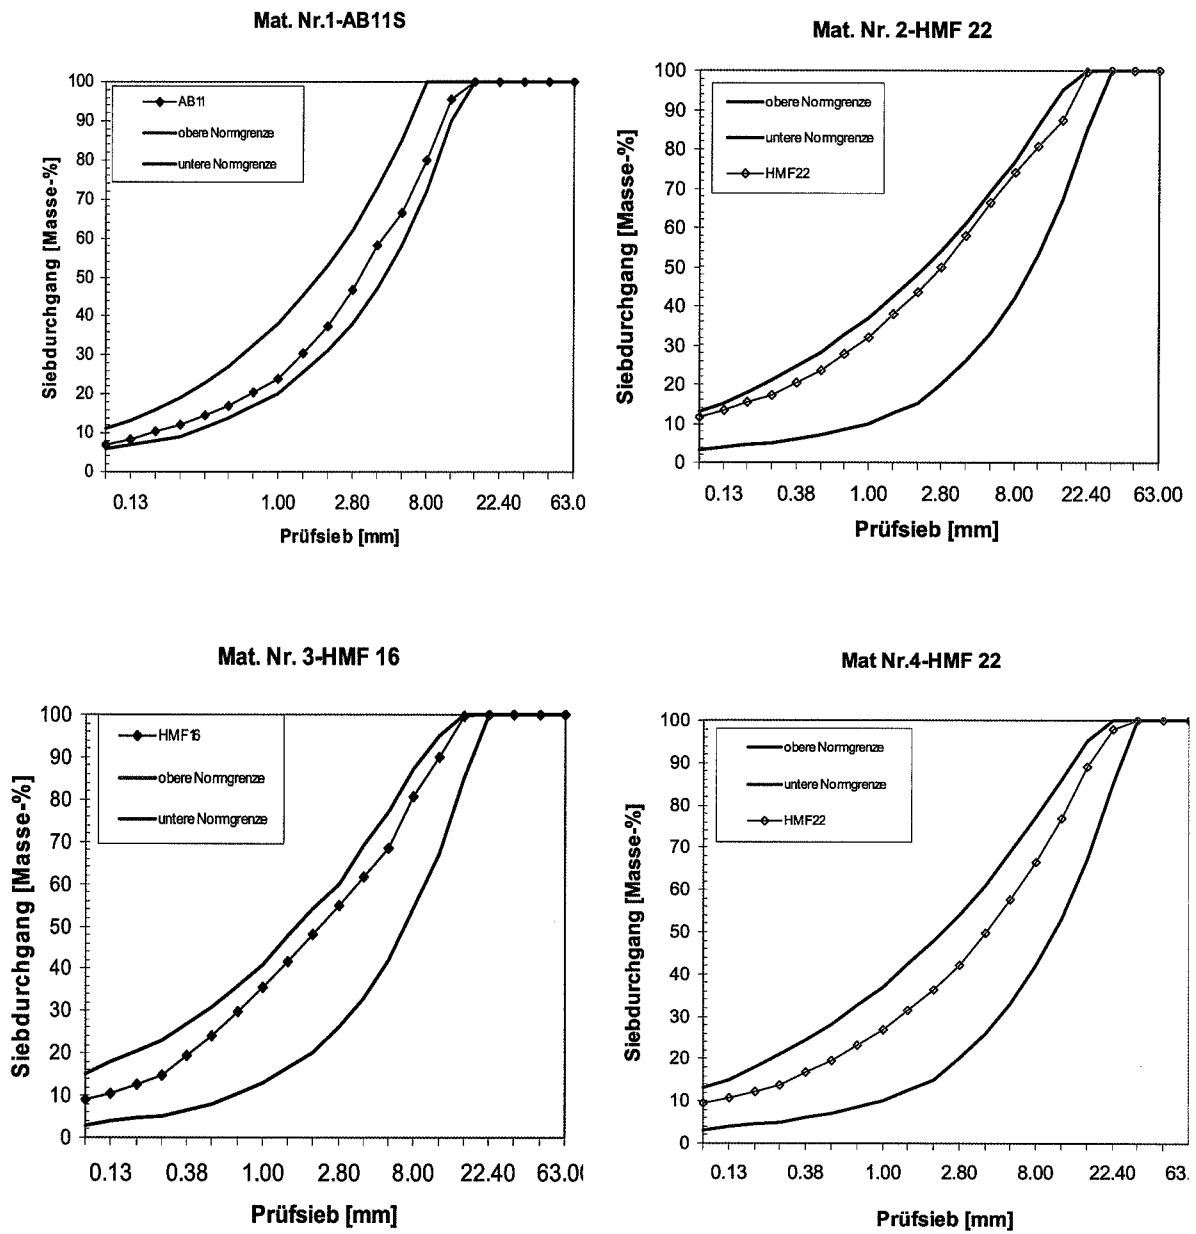 Mat. Nr.1-AB11S
Siebdurchgang [Masse-%]
100
90
80
70
60
50
40
30
20
10
0
AB11
obere Normgrenze
untere Normgrenze
0.13 1.00 2.80 8.00 22.40 63.0
Prüfsieb [mm]
Mat. Nr. 2-HMF 22
Siebdurchgang [Masse-%]
100
90
80
70
60
50
40
30
20
10
0
obere Normgrenze
untere Normgrenze
HMF22
0.13 0.38 1.00 2.80 8.00 22.40 63.00
Prüfsieb [mm]
Mat. Nr. 3-HMF 16
Siebdurchgang [Masse-%]
100
90
80
70
60
50
40
30
20
10
0
HMF16
obere Normgrenze
untere Normgrenze
0.13 0.38 1.00 2.80 8.00 22.40 63.0
Prüfsieb [mm]
Mat Nr.4-HMF 22
Siebdurchgang [Masse-%]
100
90
80
70
60
50
40
30
20
10
0
obere Normgrenze
untere Normgrenze
HMF22
0.13 0.38 1.00 2.80 8.00 22.40 63.
Prüfsieb [mm]